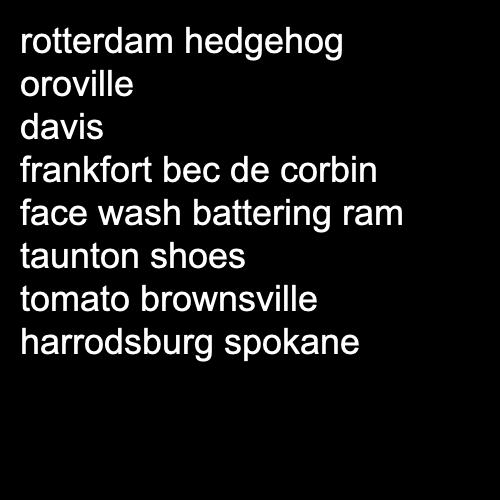 rotterdam hedgehog
oroville
davis
frankfort bec de corbin
face wash battering ram
taunton shoes
tomato brownsville
harrodsburg spokane